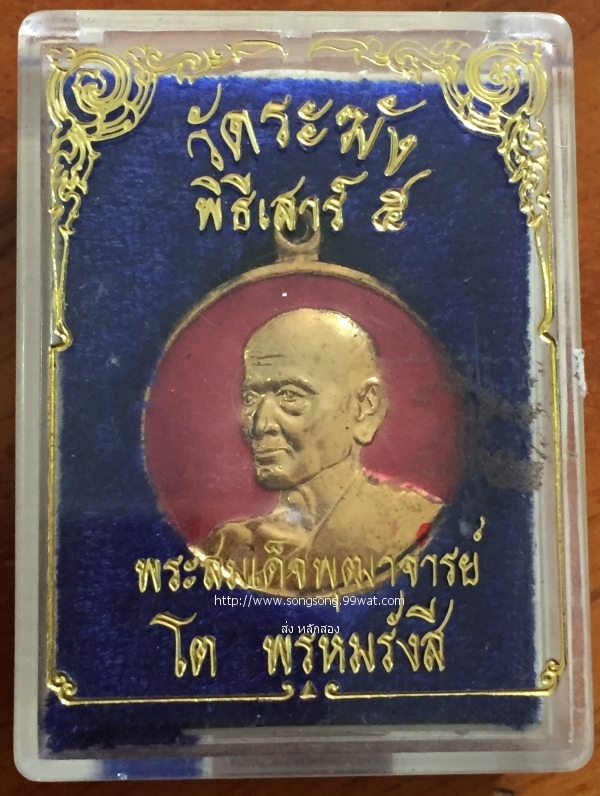 วัดระฆัง
พิธีเสาร์ ๕
พระสมเด็จพุฒาจารย์
http://www.songsong.99wat.com
ส่ง หลักสอง
โต พรหมรังสี